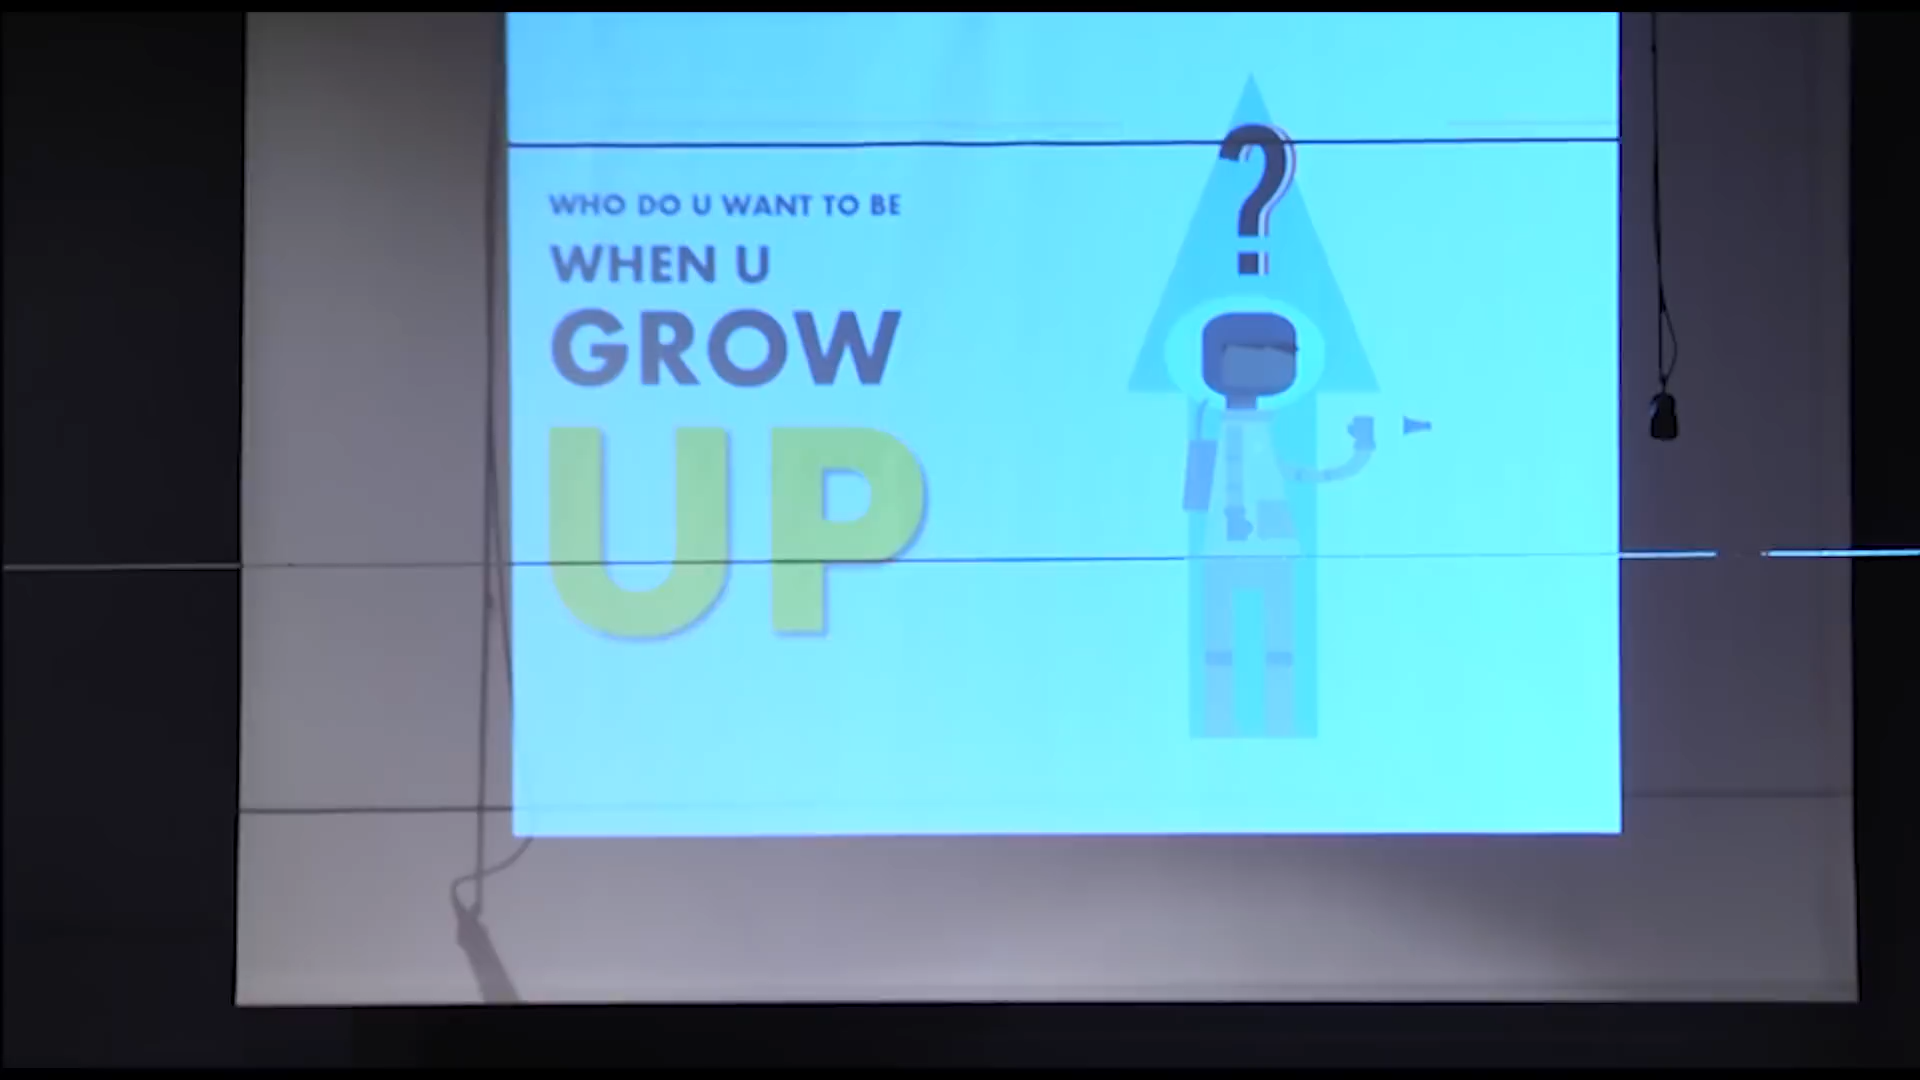 WHO DO U WANT TO BE
WHEN U
GROW
UP
?